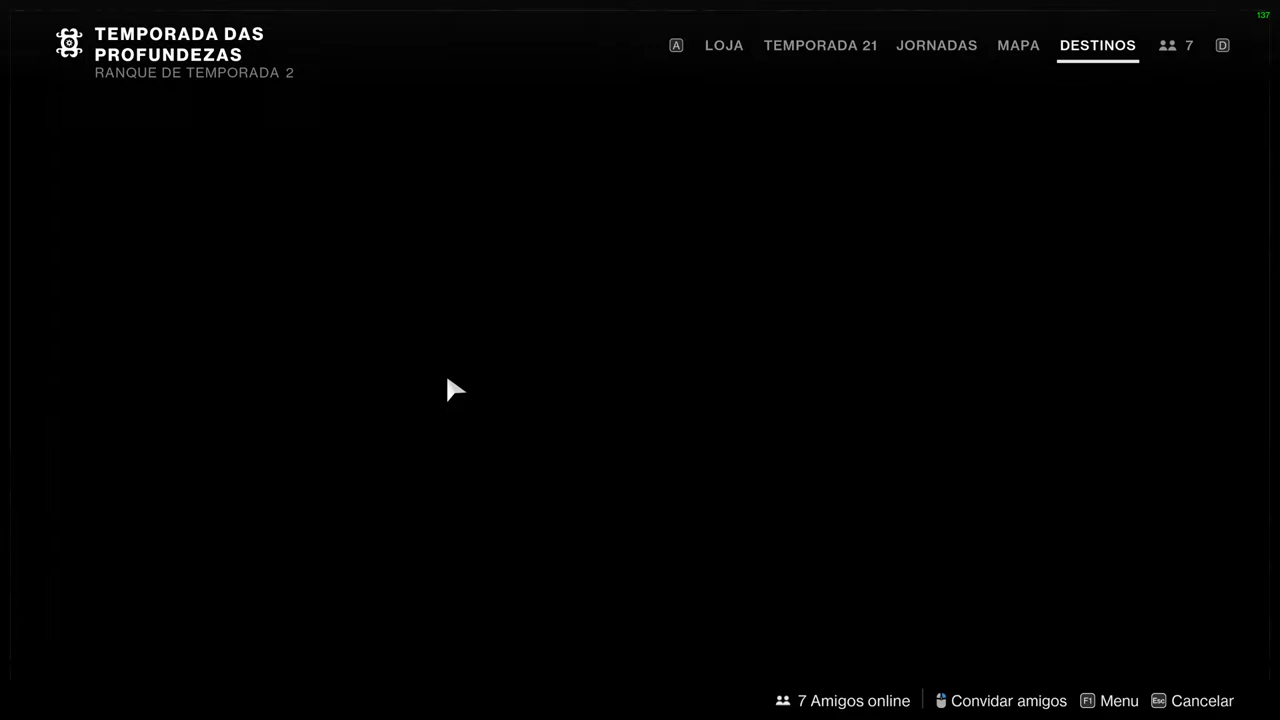 TEMPORADA DAS
PROFUNDEZAS
RANQUE DE TEMPORADA 2
A LOJA TEMPORADA 21 JORNADAS MAPA DESTINOS 7 D
137
7 Amigos online Convidar amigos F1 Menu Esc Cancelar